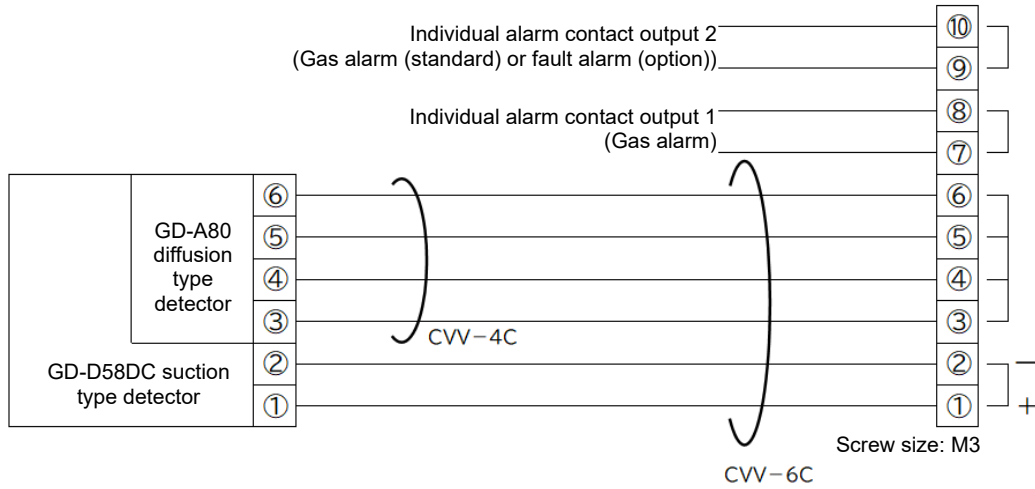 Individual alarm contact output 2
(Gas alarm (standard) or fault alarm (option))
Individual alarm contact output 1
(Gas alarm)
⑩
⑨
⑧
⑦
⑥
⑤
④
③
②
①
−
+
Screw size: M3
GD-A80
diffusion
type
detector
GD-D58DC suction
type detector
⑥
⑤
④
③
②
①
CVV−4C
CVV−6C